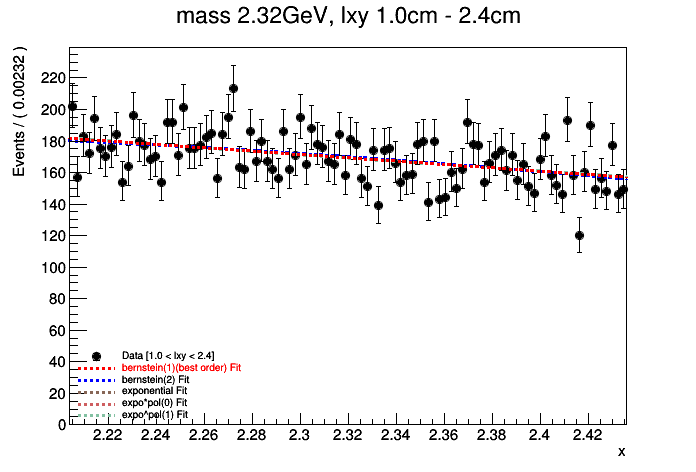 mass 2.32GeV, lxy 1.0cm - 2.4cm
Events / ( 0.00232 )
220
200
180
160
140
120
100
80
60
40
20
0
Data [1.0 < lxy < 2.4]
bernstein(1)(best order) Fit
bernstein(2) Fit
exponential Fit
expo*pol(0) Fit
expo^pol(1) Fit
2.22 2.24 2.26 2.28 2.3 2.32 2.34 2.36 2.38 2.4 2.42
x